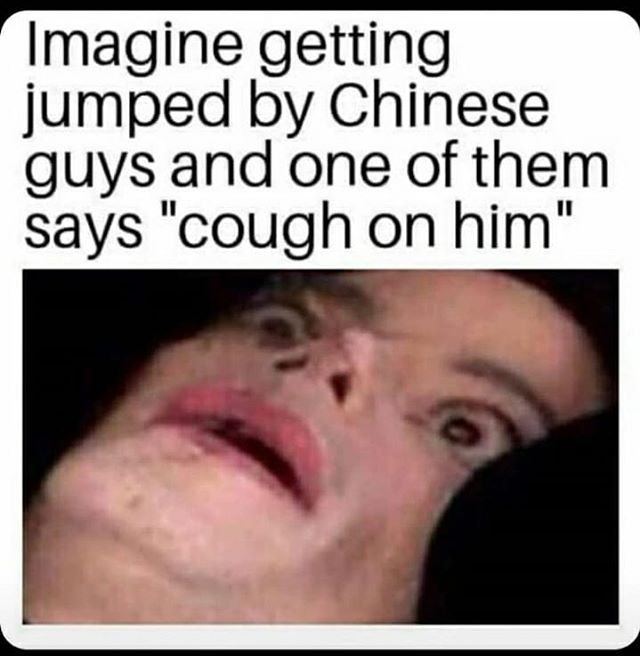 Imagine getting
jumped by Chinese
guys and one of them
says "cough on him"